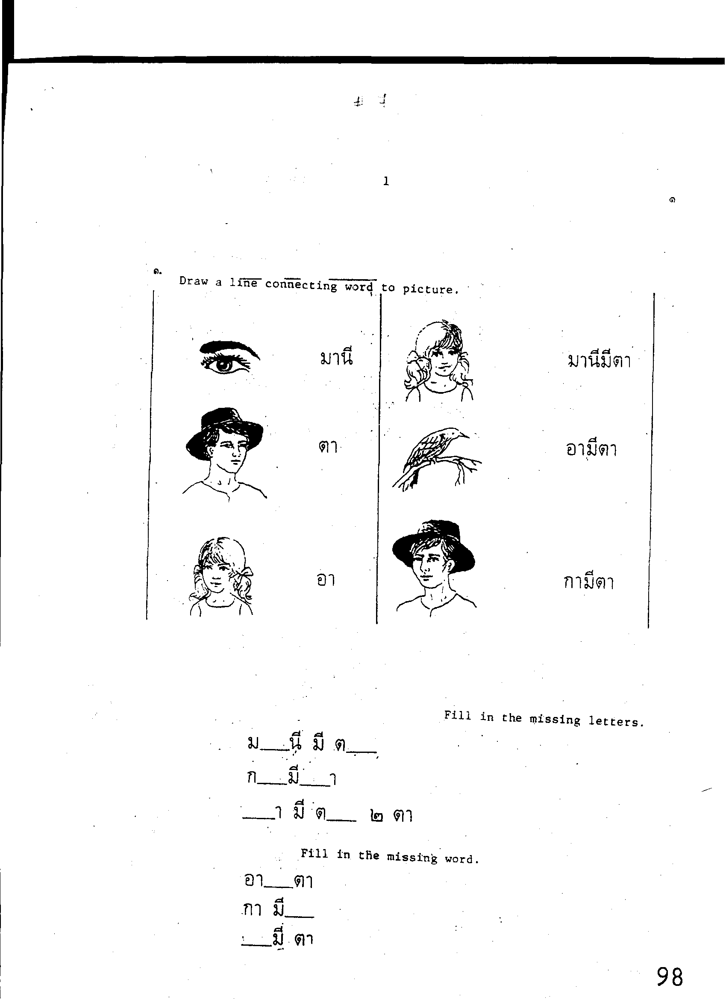 # 1
1
๑
๑.
Draw a line connecting word to picture.
มานี
มานีมีตา
ตา
อามีตา
อา
กามีตา
Fill in the missing letters.
ม___นี มี ต___
ก___มี___า
___า มี ต___ ๒ ตา
Fill in the missing word.
อา___ตา
กา มี___
___มี ตา
98